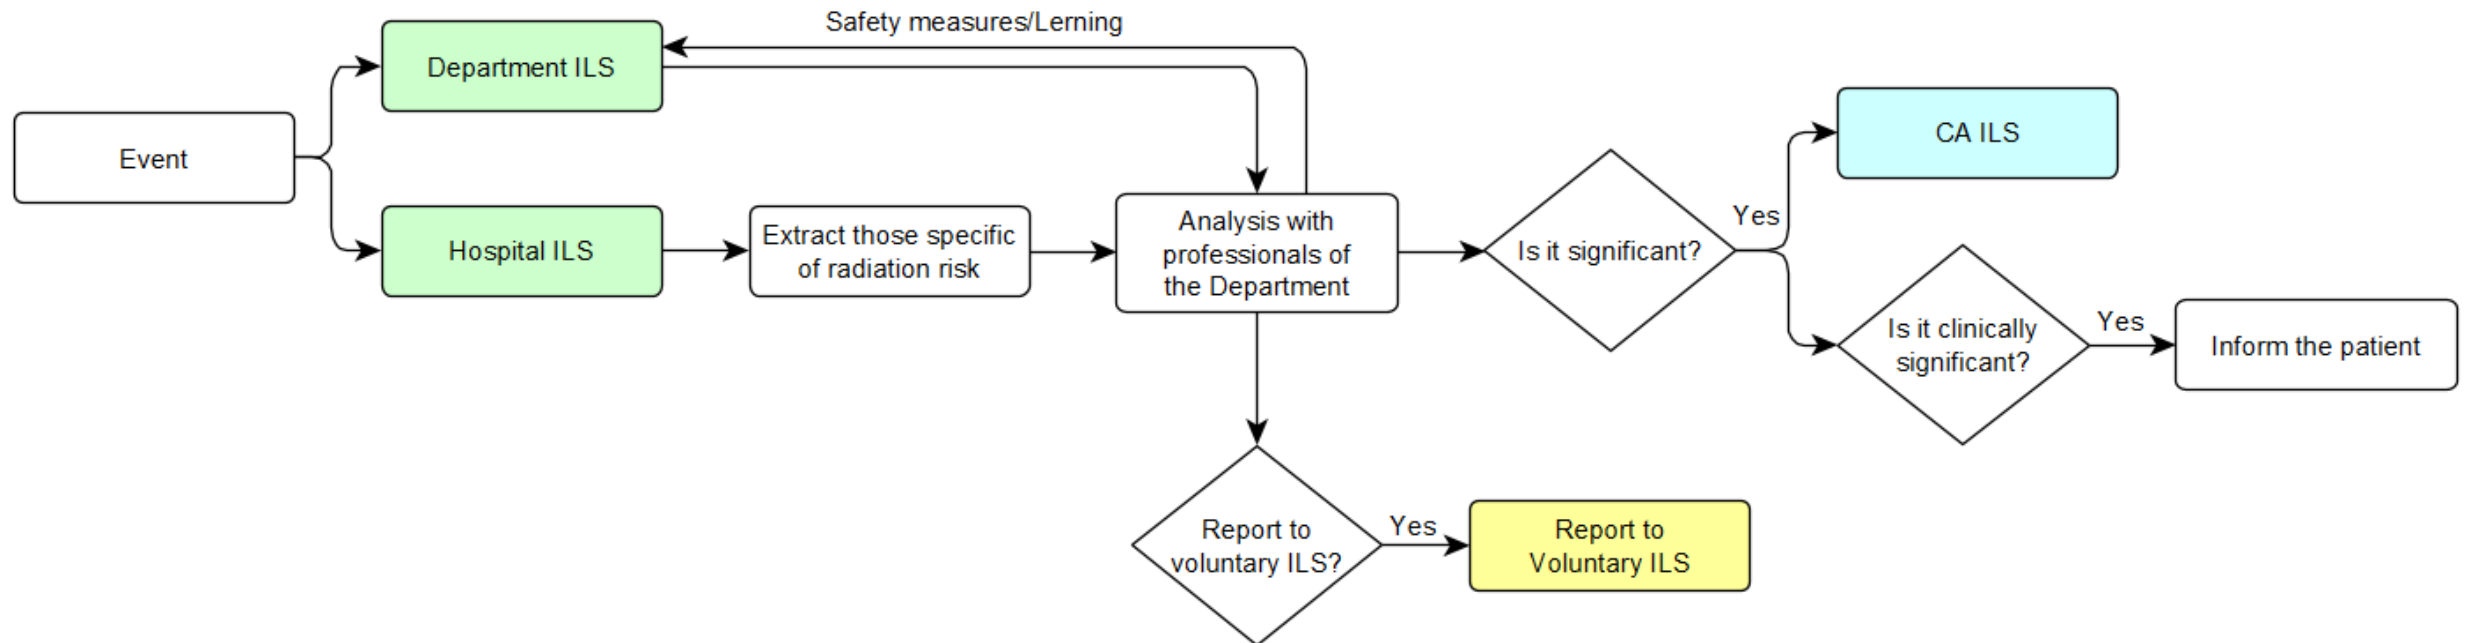 Safety measures/Lerning
Department ILS
Event
Hospital ILS
Extract those specific
of radiation risk
Analysis with
professionals of
the Department
Is it significant?
Yes
CA ILS
Is it clinically
significant?
Yes
Inform the patient
Report to
voluntary ILS?
Yes
Report to
Voluntary ILS